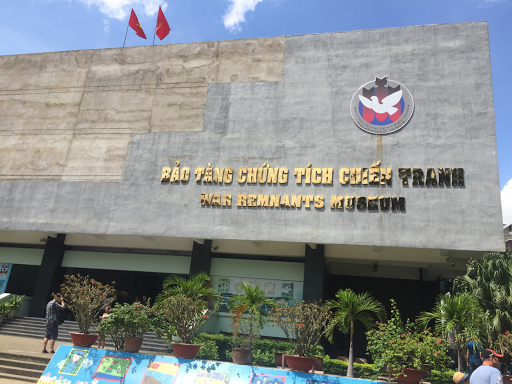 BẢO TÀNG CHỨNG TÍCH CHIẾN TRANH
WAR REMNANTS MUSEUM